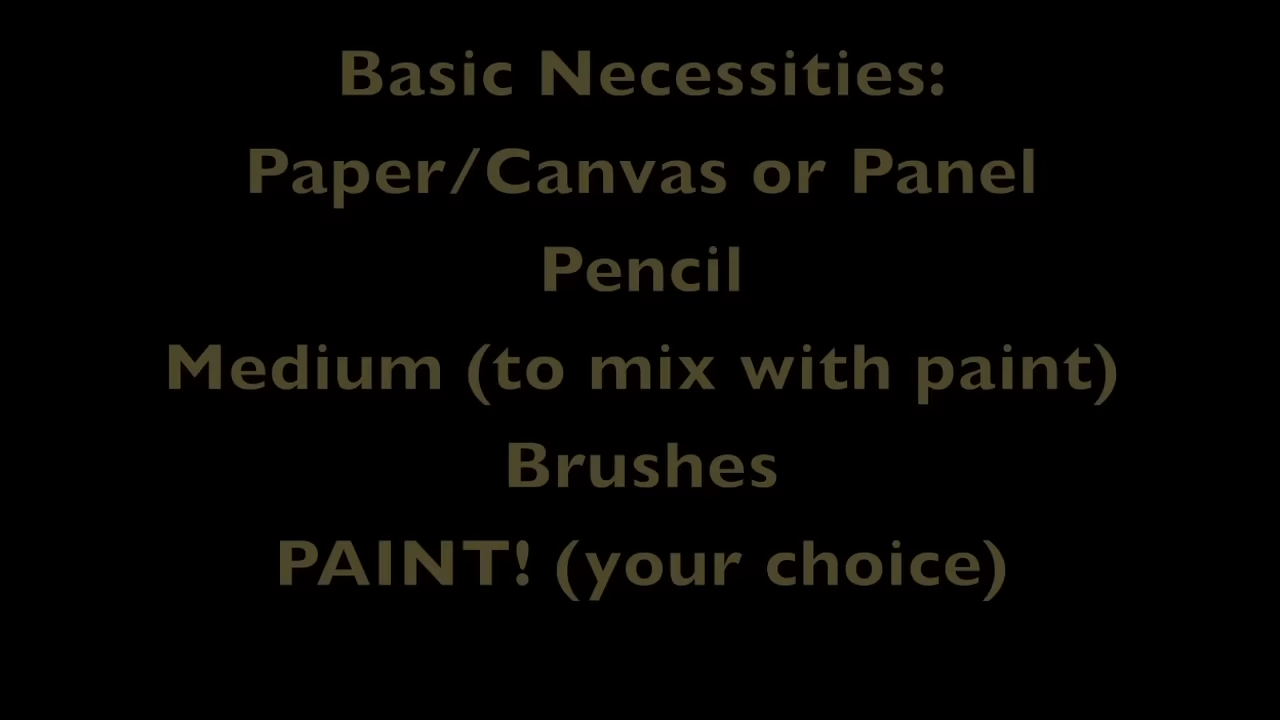 Basic Necessities:
Paper/Canvas or Panel
Pencil
Medium (to mix with paint)
Brushes
PAINT! (your choice)